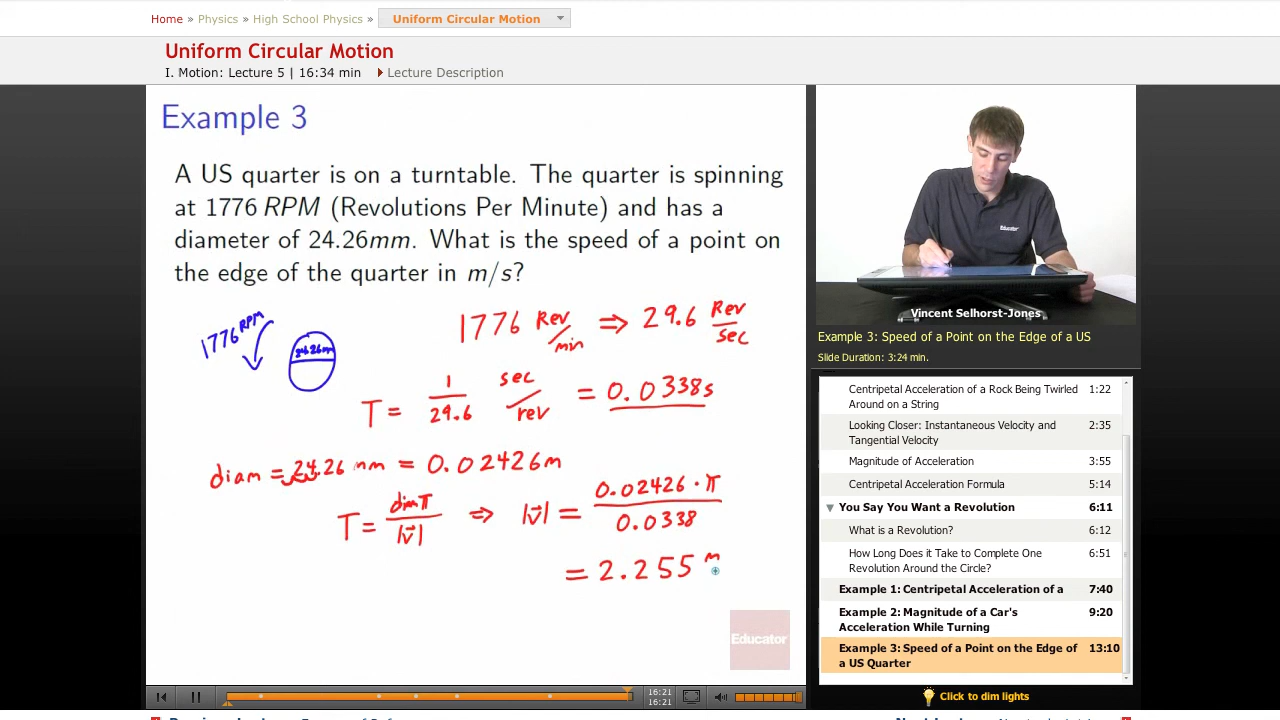 Home » Physics » High School Physics » Uniform Circular Motion
Uniform Circular Motion
I. Motion: Lecture 5 | 16:34 min Lecture Description
Example 3
A US quarter is on a turntable. The quarter is spinning
at 1776 RPM (Revolutions Per Minute) and has a
diameter of 24.26mm. What is the speed of a point on
the edge of the quarter in m/s?
1776 RPM
24.26mm
1776 Rev/min ⇒ 29.6 Rev/sec
T = 1/29.6 sec/rev = 0.0338s
diam = 24.26 mm = 0.02426m
T = diam π/|v⃗| ⇒ |v⃗| = 0.02426 · π/0.0338
= 2.255 m
Educator
16:21
16:21
Educator
Vincent Selhorst-Jones
Example 3: Speed of a Point on the Edge of a US
Slide Duration: 3:24 min.
Centripetal Acceleration of a Rock Being Twirled 1:22
Around on a String
Looking Closer: Instantaneous Velocity and 2:35
Tangential Velocity
Magnitude of Acceleration 3:55
Centripetal Acceleration Formula 5:14
You Say You Want a Revolution 6:11
What is a Revolution? 6:12
How Long Does it Take to Complete One 6:51
Revolution Around the Circle?
Example 1: Centripetal Acceleration of a 7:40
Example 2: Magnitude of a Car's 9:20
Acceleration While Turning
Example 3: Speed of a Point on the Edge of 13:10
a US Quarter
Click to dim lights